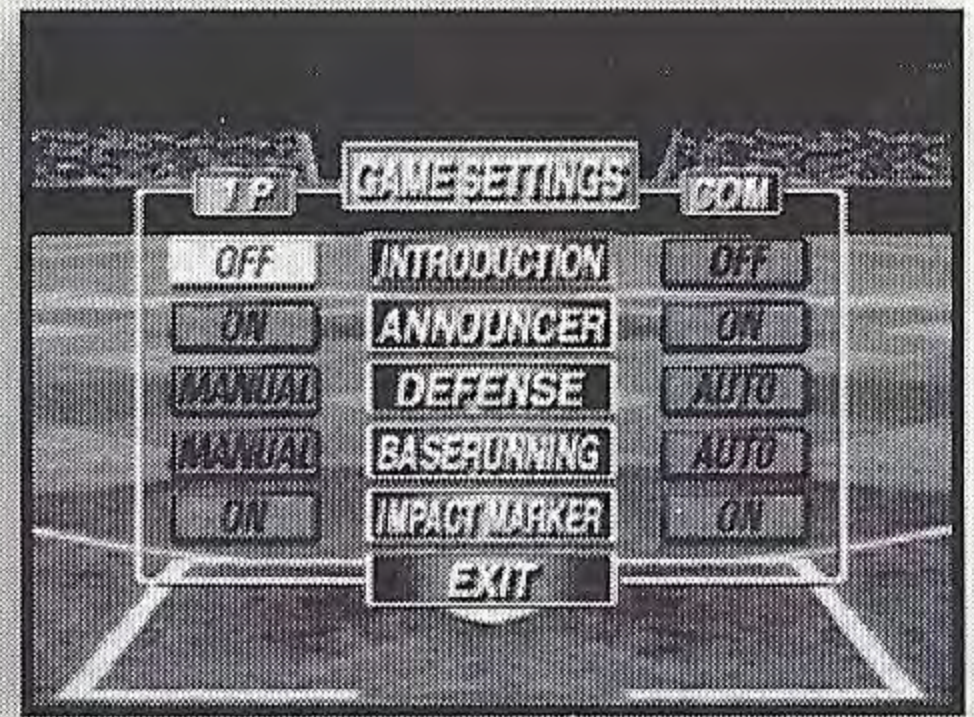 1P GAME SETTINGS COM
OFF INTRODUCTION OFF
ON ANNOUNCER ON
MANUAL DEFENSE AUTO
MANUAL BASERUNNING AUTO
ON IMPACT MARKER ON
EXIT